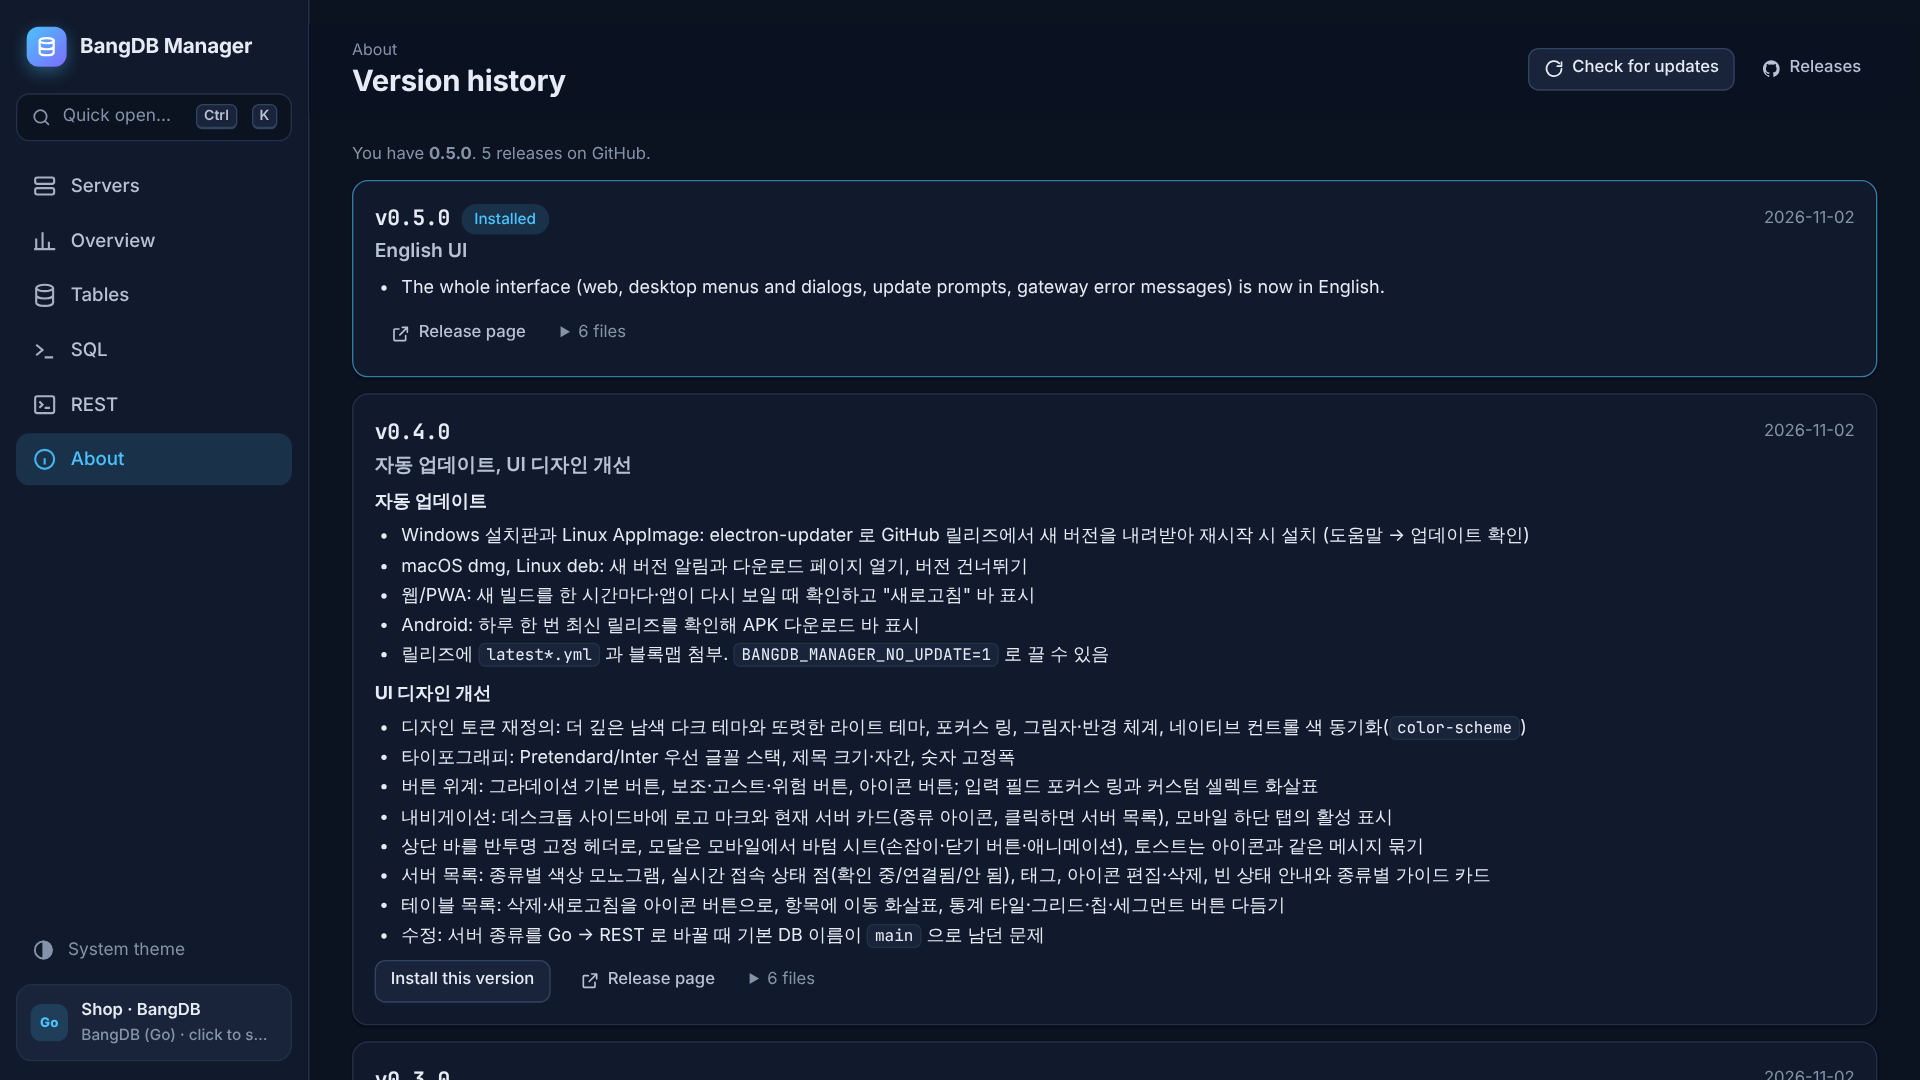 BangDB Manager
Quick open... Ctrl K
Servers
Overview
Tables
SQL
REST
About
System theme
Go
Shop · BangDB
BangDB (Go) · click to s...
About
Version history
Check for updates
Releases
You have 0.5.0. 5 releases on GitHub.
v0.5.0 Installed 2026-11-02
English UI
• The whole interface (web, desktop menus and dialogs, update prompts, gateway error messages) is now in English.
Release page ▶ 6 files
v0.4.0 2026-11-02
자동 업데이트, UI 디자인 개선
자동 업데이트
• Windows 설치판과 Linux AppImage: electron-updater 로 GitHub 릴리즈에서 새 버전을 내려받아 재시작 시 설치 (도움말 → 업데이트 확인)
• macOS dmg, Linux deb: 새 버전 알림과 다운로드 페이지 열기, 버전 건너뛰기
• 웹/PWA: 새 빌드를 한 시간마다·앱이 다시 보일 때 확인하고 "새로고침" 바 표시
• Android: 하루 한 번 최신 릴리즈를 확인해 APK 다운로드 바 표시
• 릴리즈에 latest*.yml 과 블록맵 첨부. BANGDB_MANAGER_NO_UPDATE=1 로 끌 수 있음
UI 디자인 개선
• 디자인 토큰 재정의: 더 깊은 남색 다크 테마와 또렷한 라이트 테마, 포커스 링, 그림자·반경 체계, 네이티브 컨트롤 색 동기화( color-scheme )
• 타이포그래피: Pretendard/Inter 우선 글꼴 스택, 제목 크기·자간, 숫자 고정폭
• 버튼 위계: 그라데이션 기본 버튼, 보조·고스트·위험 버튼, 아이콘 버튼; 입력 필드 포커스 링과 커스텀 셀렉트 화살표
• 내비게이션: 데스크톱 사이드바에 로고 마크와 현재 서버 카드(종류 아이콘, 클릭하면 서버 목록), 모바일 하단 탭의 활성 표시
• 상단 바를 반투명 고정 헤더로, 모달은 모바일에서 바텀 시트(손잡이·닫기 버튼·애니메이션), 토스트는 아이콘과 같은 메시지 묶기
• 서버 목록: 종류별 색상 모노그램, 실시간 접속 상태 점(확인 중/연결됨/안 됨), 태그, 아이콘 편집·삭제, 빈 상태 안내와 종류별 가이드 카드
• 테이블 목록: 삭제·새로고침을 아이콘 버튼으로, 항목에 이동 화살표, 통계 타일·그리드·칩·세그먼트 버튼 다듬기
• 수정: 서버 종류를 Go → REST 로 바꿀 때 기본 DB 이름이 main 으로 남던 문제
Install this version Release page ▶ 6 files
v0.3.0 2026-11-02